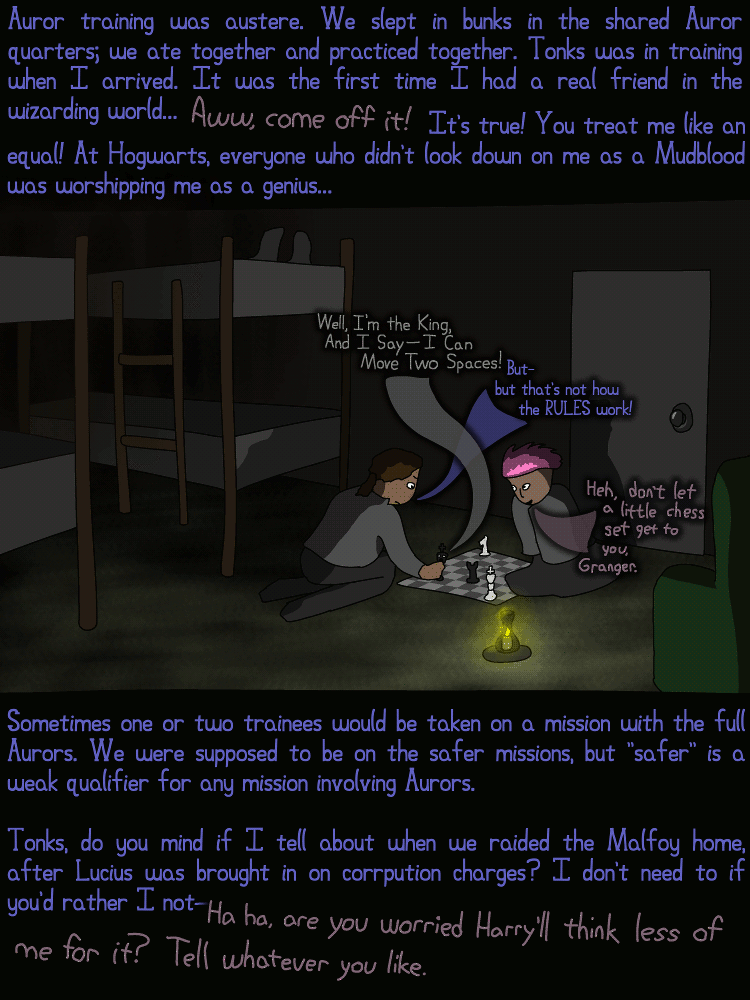 Auror training was austere. We slept in bunks in the shared Auror
quarters; we ate together and practiced together. Tonks was in training
when I arrived. It was the first time I had a real friend in the
wizarding world... Aww, come off it! It's true! You treat me like an
equal! At Hogwarts, everyone who didn't look down on me as a Mudblood
was worshipping me as a genius...
Well, I'm the King,
And I Say—I Can
Move Two Spaces!
But-
but that's not how
the RULES work!
Heh, don't let
a little chess
set get to
you,
Granger.
Sometimes one or two trainees would be taken on a mission with the full
Aurors. We were supposed to be on the safer missions, but "safer" is a
weak qualifier for any mission involving Aurors.
Tonks, do you mind if I tell about when we raided the Malfoy home,
after Lucius was brought in on corrpution charges? I don't need to if
you'd rather I not— Ha ha, are you worried Harry'll think less of
me for it? Tell whatever you like.